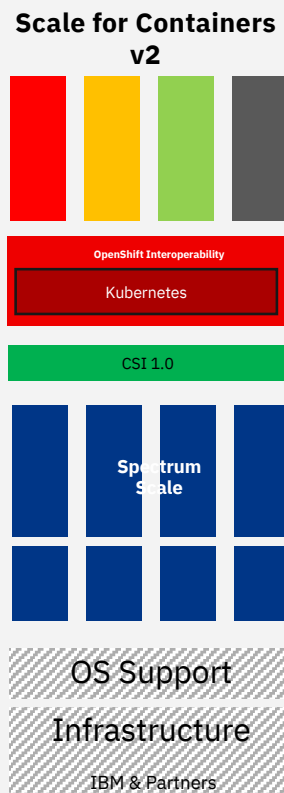 Scale for Containers
v2
OpenShift Interoperability
Kubernetes
CSI 1.0
Spectrum
Scale
OS Support
Infrastructure
IBM & Partners